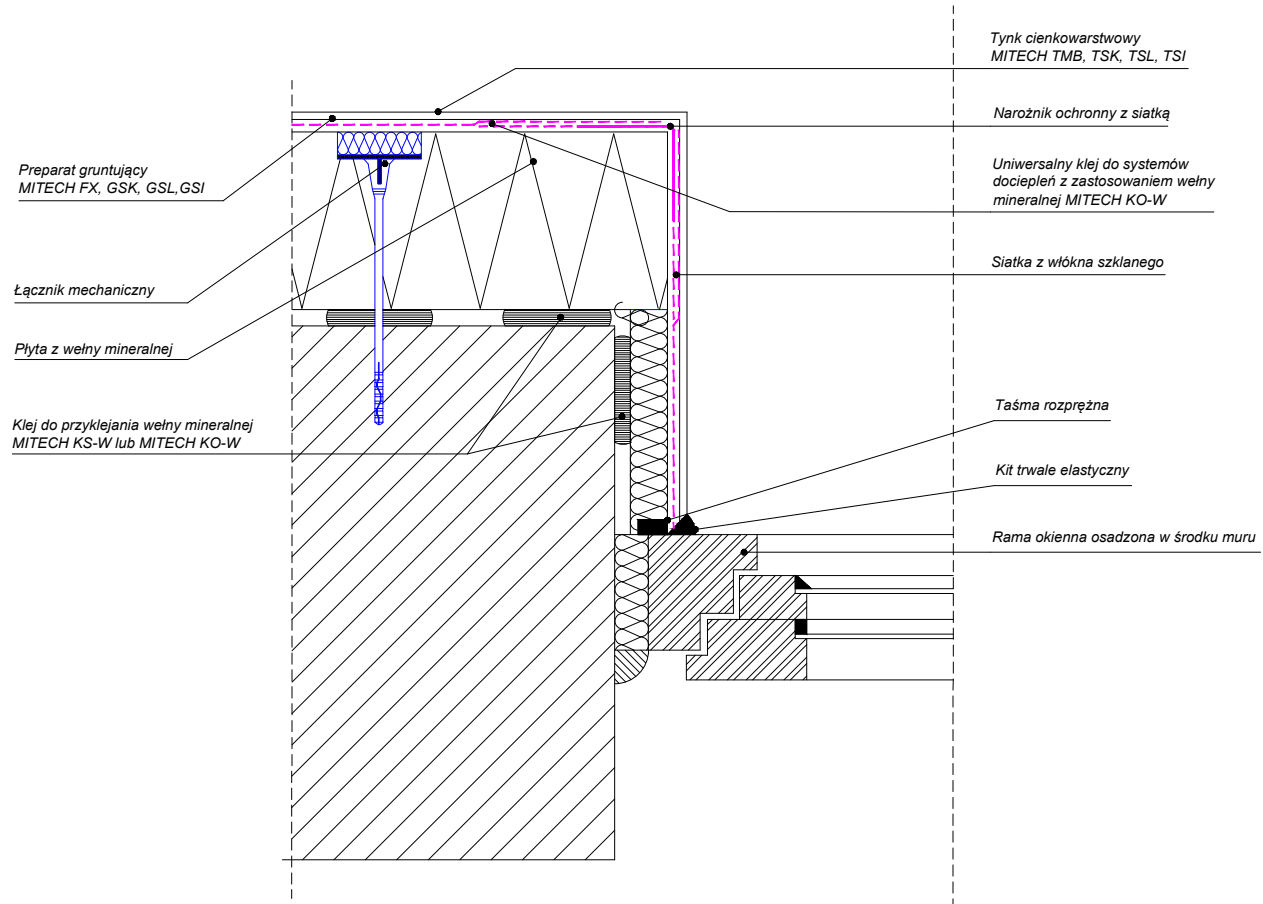 Tynk cienkowarstwowy
MITECH TMB, TSK, TSL, TSI
Narożnik ochronny z siatką
Preparat gruntujący
MITECH FX, GSK, GSL,GSI
Uniwersalny klej do systemów
dociepleń z zastosowaniem wełny
mineralnej MITECH KO-W
Siatka z włókna szklanego
Łącznik mechaniczny
Płyta z wełny mineralnej
Taśma rozprężna
Klej do przyklejania wełny mineralnej
MITECH KS-W lub MITECH KO-W
Kit trwale elastyczny
Rama okienna osadzona w środku muru